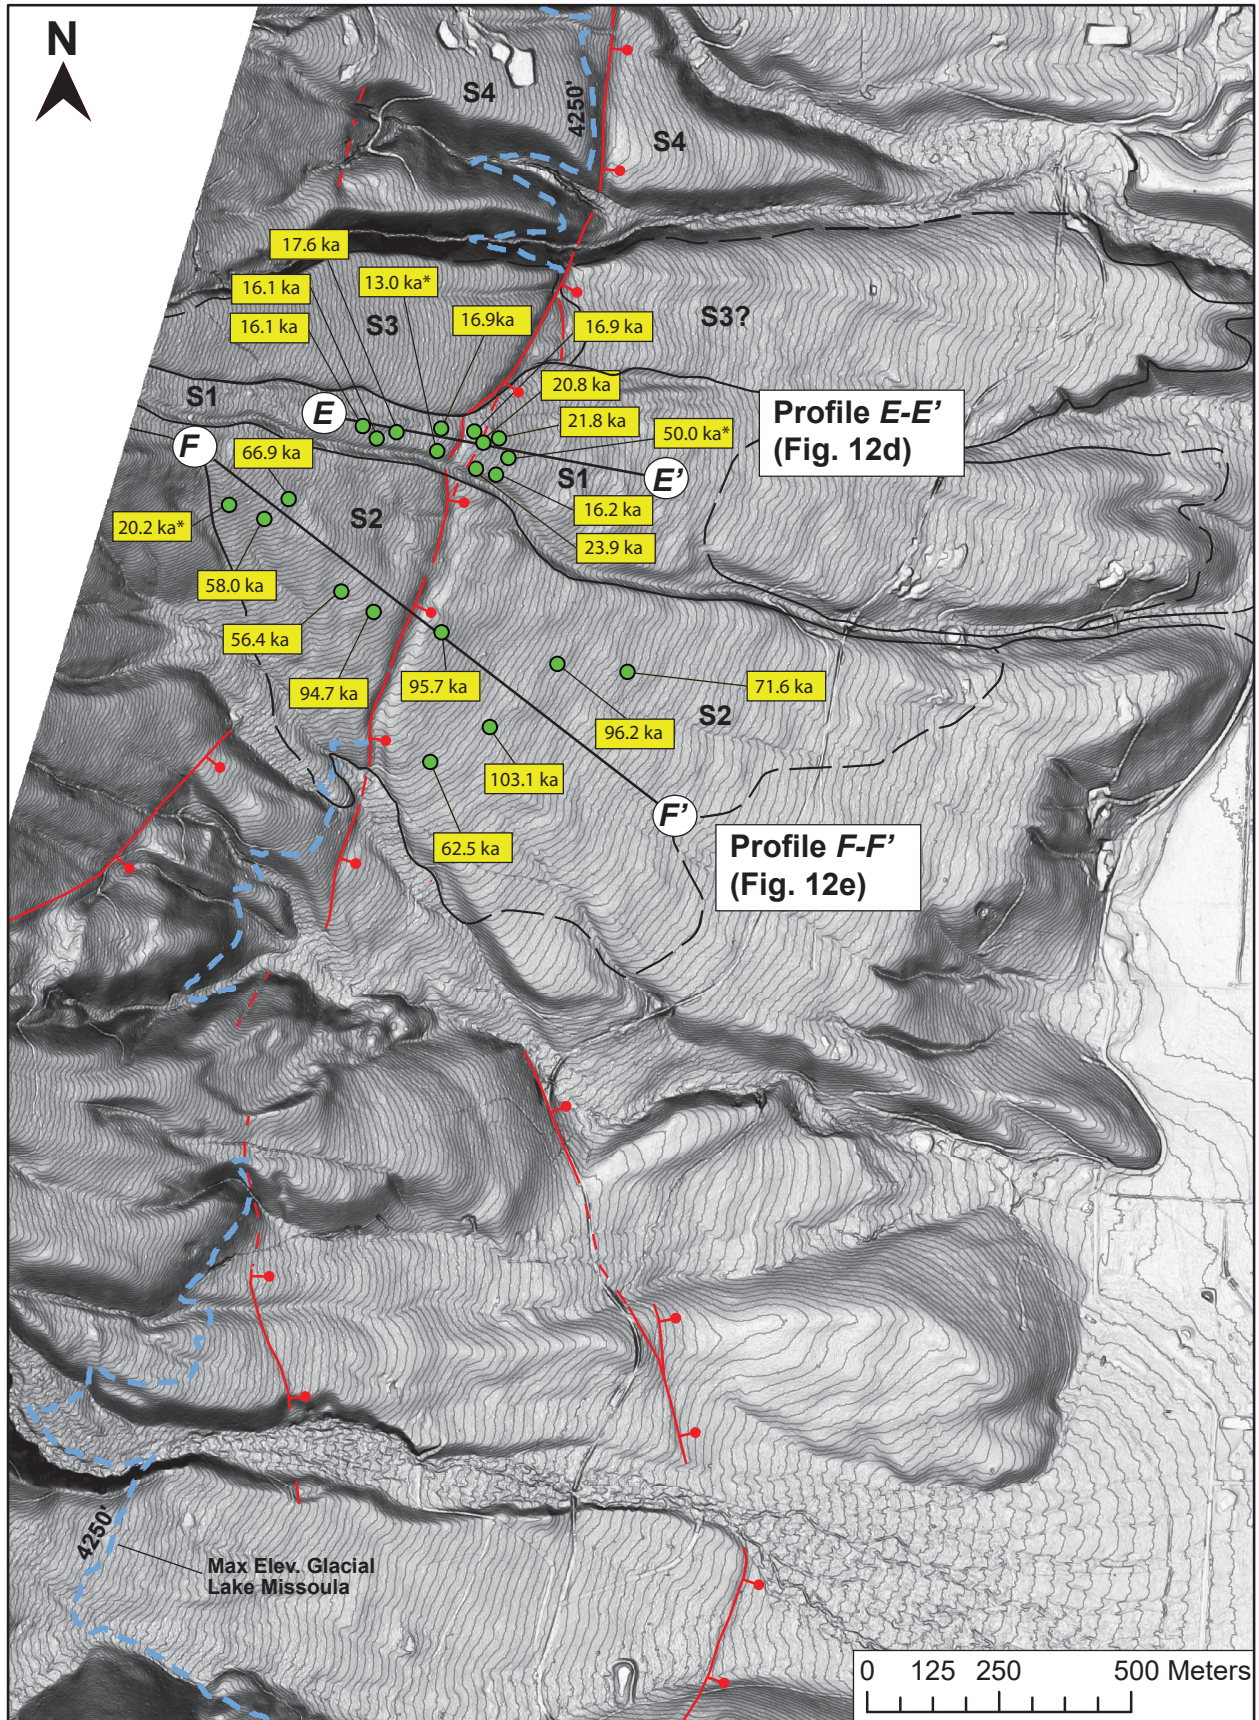 N
S4
4250'
S4
17.6 ka
16.1 ka
13.0 ka*
16.9ka
16.1 ka
S3
16.9 ka
S3?
S1
20.8 ka
E
21.8 ka
Profile E-E’
(Fig. 12d)
F
50.0 ka*
66.9 ka
S1
E’
S2
16.2 ka
20.2 ka*
23.9 ka
58.0 ka
56.4 ka
94.7 ka
95.7 ka
71.6 ka
S2
96.2 ka
103.1 ka
F’
62.5 ka
Profile F-F’
(Fig. 12e)
4250'
Max Elev. Glacial
Lake Missoula
0 125 250 500 Meters